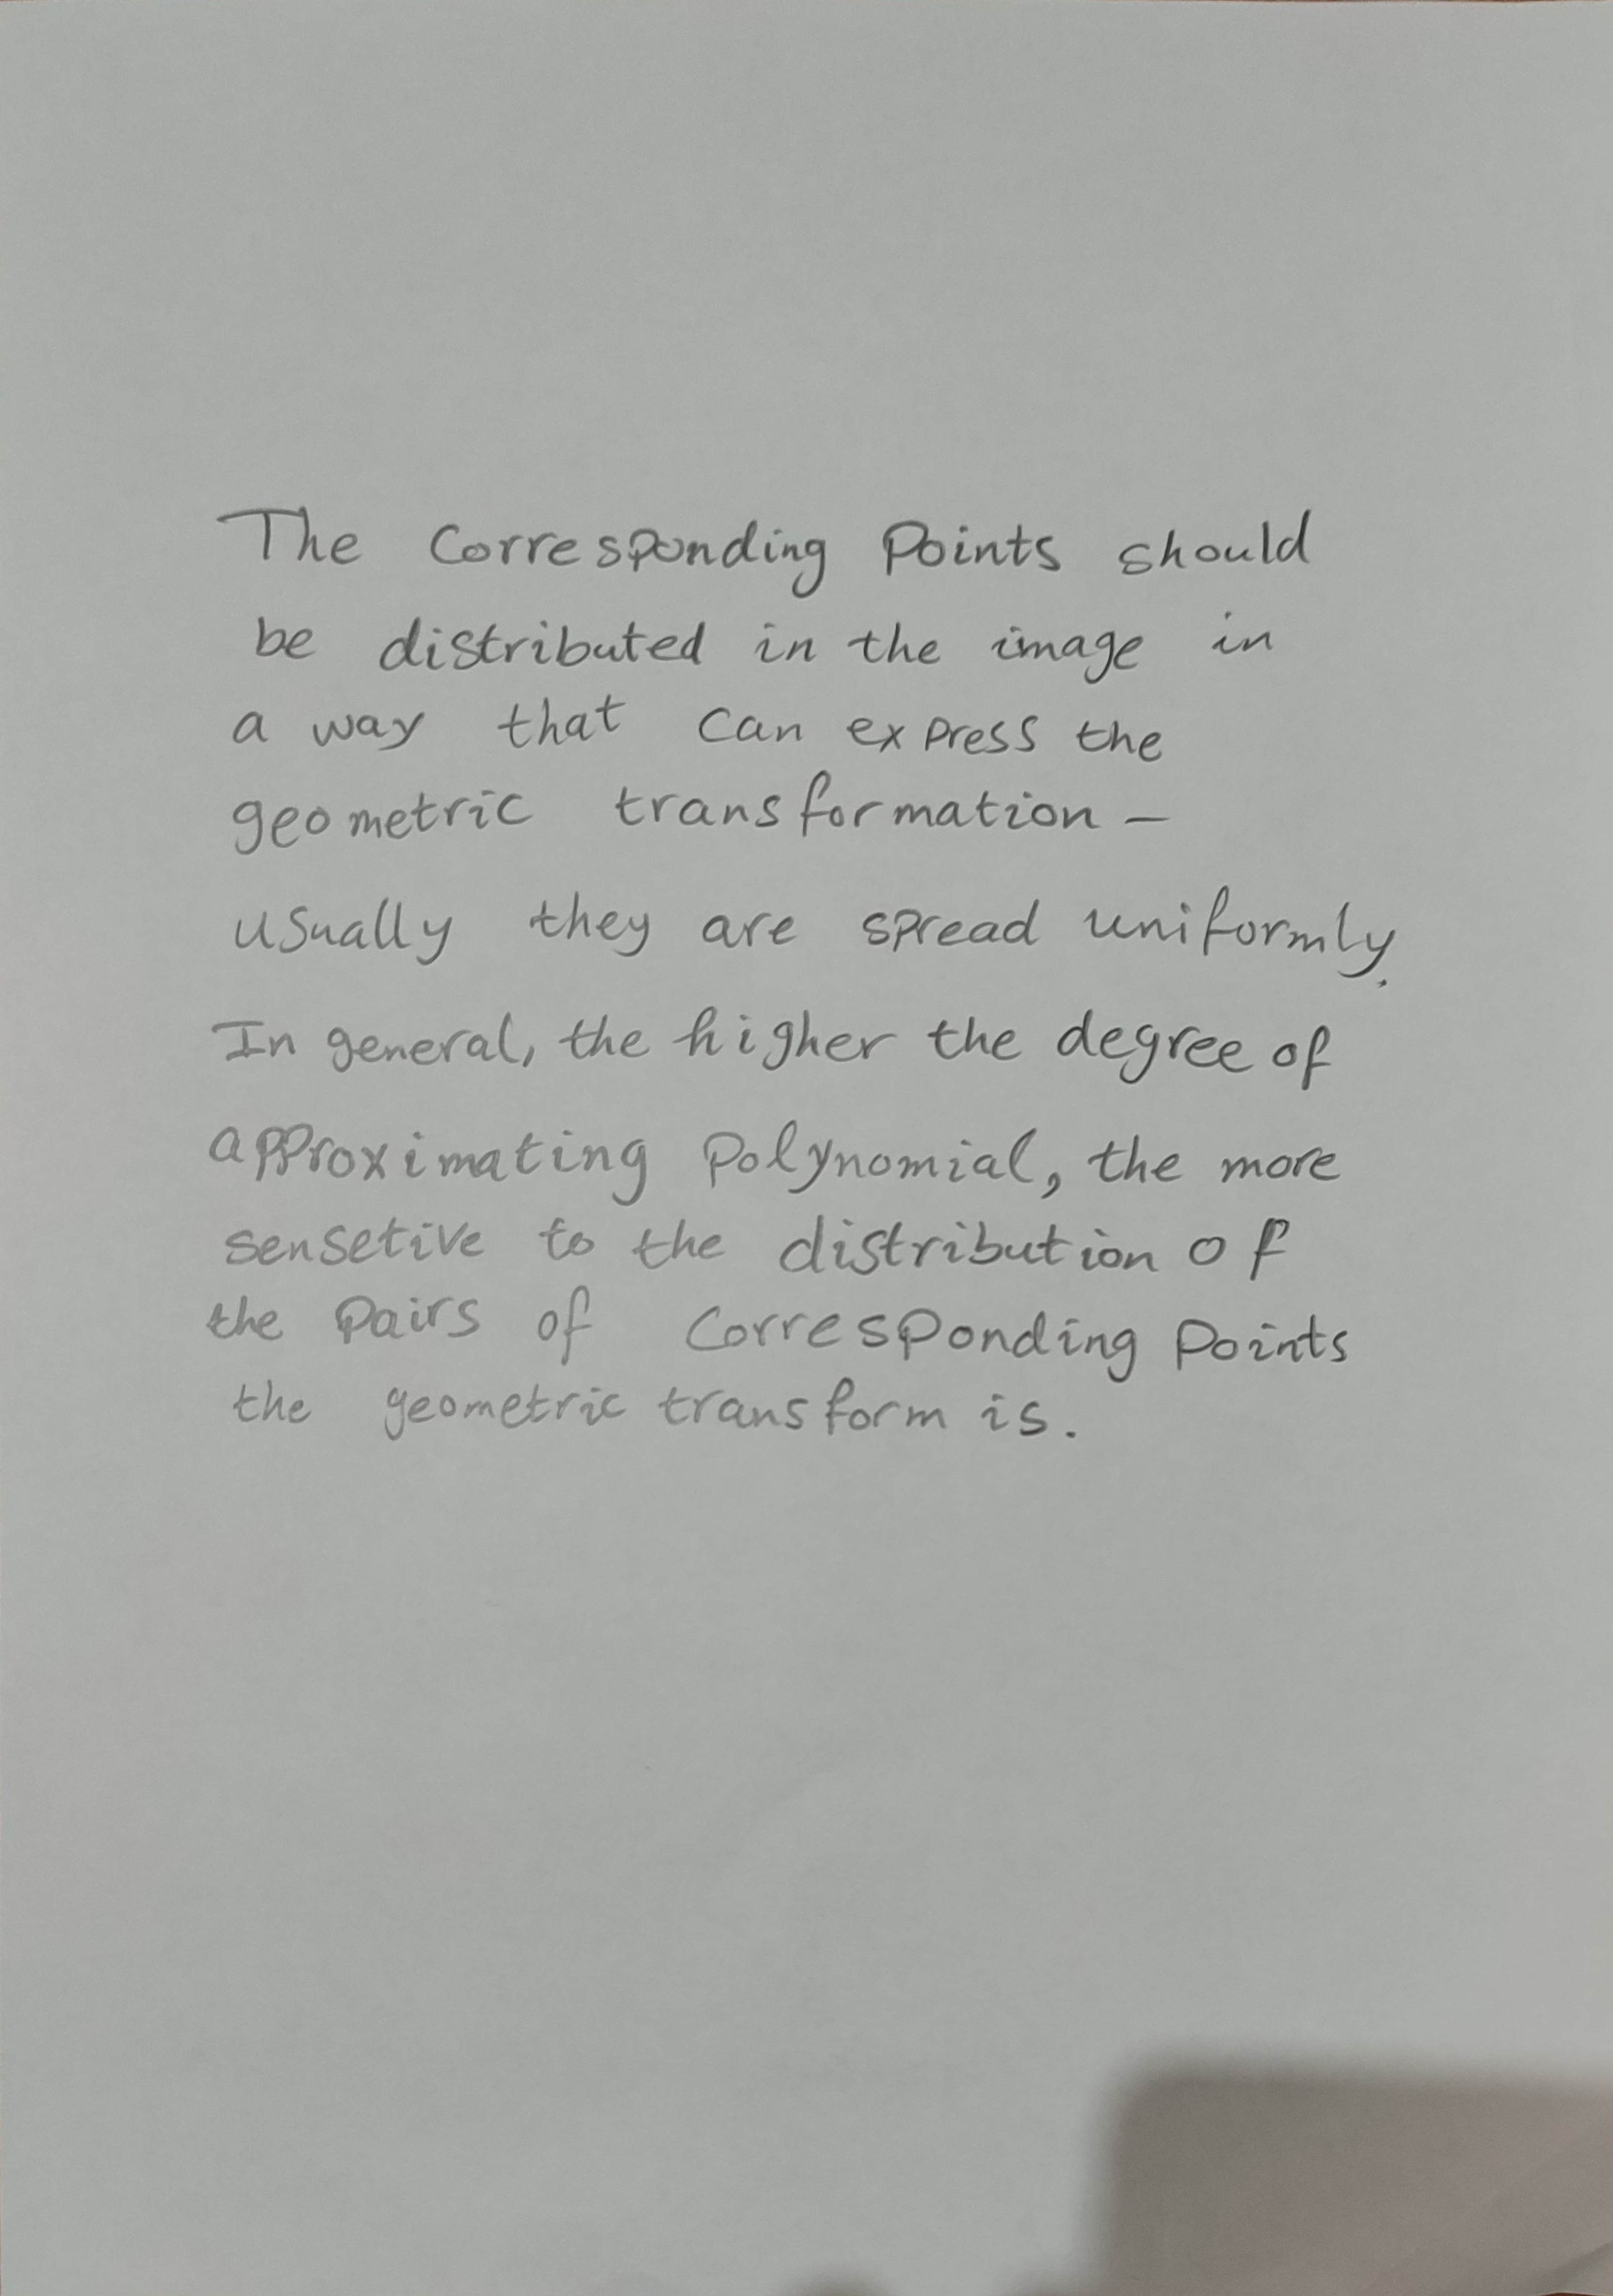 The Corresponding Points should
be distributed in the image in
a way that can express the
geometric transformation –
usually they are spread uniformly.
In general, the higher the degree of
approximating polynomial, the more
sensetive to the distribution of
the pairs of Corresponding Points
the geometric transform is.